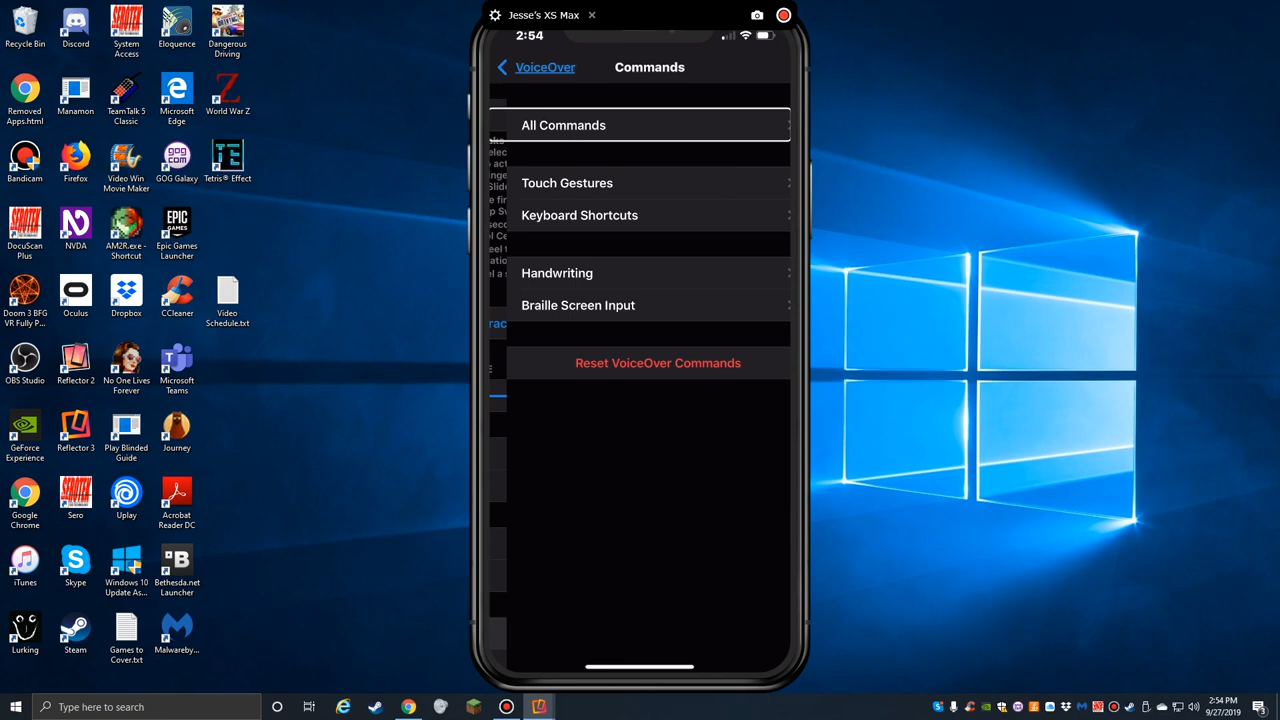 Recycle Bin
Discord
System
Access
Eloquence
Dangerous
Driving
Removed
Apps.html
Manamon
TeamTalk 5
Classic
Microsoft
Edge
World War Z
Bandicam
Firefox
Video Win
Movie Maker
GOG Galaxy
Tetris® Effect
DocuScan
Plus
NVDA
AM2R.exe -
Shortcut
Epic Games
Launcher
Doom 3 BFG
VR Fully P...
Oculus
Dropbox
CCleaner
Video
Schedule.txt
OBS Studio
Reflector 2
No One Lives
Forever
Microsoft
Teams
GeForce
Experience
Reflector 3
Play Blinded
Guide
Journey
Google
Chrome
Sero
Uplay
Acrobat
Reader DC
iTunes
Skype
Windows 10
Update As...
Bethesda.net
Launcher
Lurking
Steam
Games to
Cover.txt
Malwareby...
Jesse's XS Max
2:54
VoiceOver
Commands
All Commands
Touch Gestures
Keyboard Shortcuts
Handwriting
Braille Screen Input
Reset VoiceOver Commands
Type here to search
2:54 PM
9/27/2019